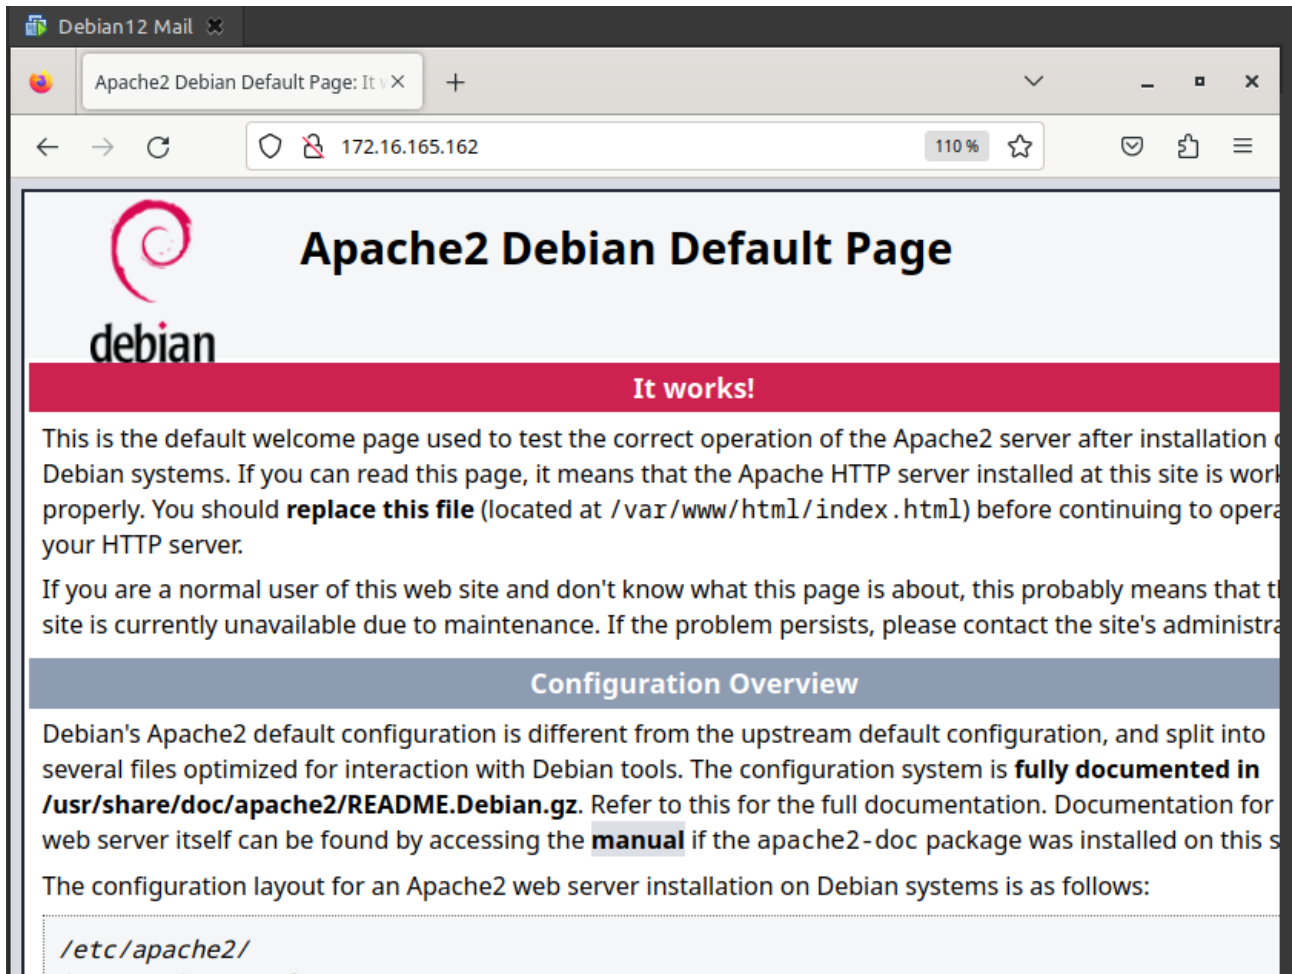 Debian12 Mail
Apache2 Debian Default Page: It
172.16.165.162
110 %
debian
Apache2 Debian Default Page
It works!
This is the default welcome page used to test the correct operation of the Apache2 server after installation
Debian systems. If you can read this page, it means that the Apache HTTP server installed at this site is work
properly. You should replace this file (located at /var/www/html/index.html) before continuing to opera
your HTTP server.
If you are a normal user of this web site and don't know what this page is about, this probably means that th
site is currently unavailable due to maintenance. If the problem persists, please contact the site's administra
Configuration Overview
Debian's Apache2 default configuration is different from the upstream default configuration, and split into
several files optimized for interaction with Debian tools. The configuration system is fully documented in
/usr/share/doc/apache2/README.Debian.gz. Refer to this for the full documentation. Documentation for
web server itself can be found by accessing the manual if the apache2-doc package was installed on this s
The configuration layout for an Apache2 web server installation on Debian systems is as follows:
/etc/apache2/